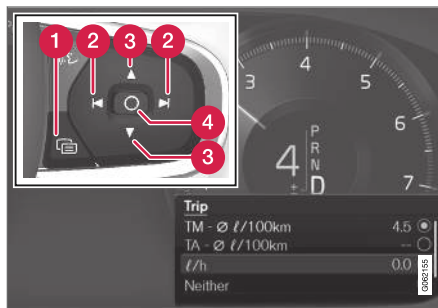 1
2
3
2
4
3
3
4
5
6
7
4
P
R
N
± D
Trip
TM - Ø ℓ/100km 4.5
TA - Ø ℓ/100km --
ℓ/h 0.0
Neither
G062155